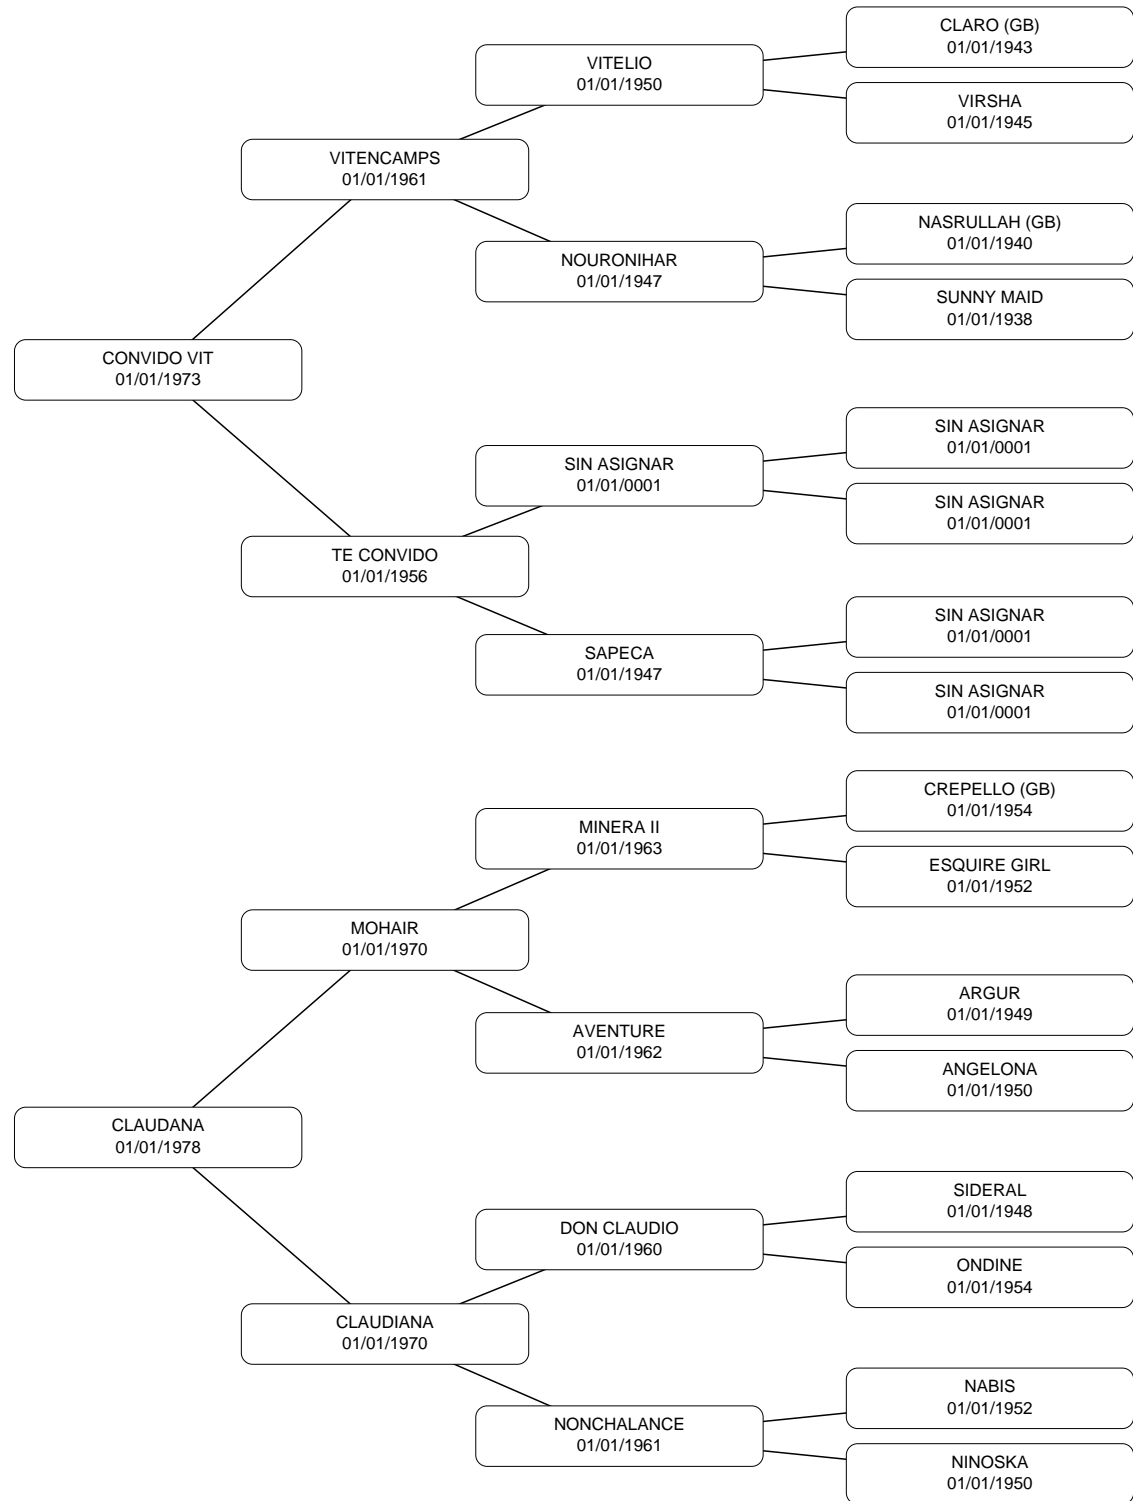 CLARO (GB)
01/01/1943
VITELIO
01/01/1950
VIRSHA
01/01/1945
VITENCAMPS
01/01/1961
NASRULLAH (GB)
01/01/1940
NOURONIHAR
01/01/1947
SUNNY MAID
01/01/1938
CONVIDO VIT
01/01/1973
SIN ASIGNAR
01/01/0001
SIN ASIGNAR
01/01/0001
SIN ASIGNAR
01/01/0001
TE CONVIDO
01/01/1956
SIN ASIGNAR
01/01/0001
SAPECA
01/01/1947
SIN ASIGNAR
01/01/0001
CREPELLO (GB)
01/01/1954
MINERA II
01/01/1963
ESQUIRE GIRL
01/01/1952
MOHAIR
01/01/1970
ARGUR
01/01/1949
AVENTURE
01/01/1962
ANGELONA
01/01/1950
CLAUDANA
01/01/1978
SIDERAL
01/01/1948
DON CLAUDIO
01/01/1960
ONDINE
01/01/1954
CLAUDIANA
01/01/1970
NABIS
01/01/1952
NONCHALANCE
01/01/1961
NINOSKA
01/01/1950